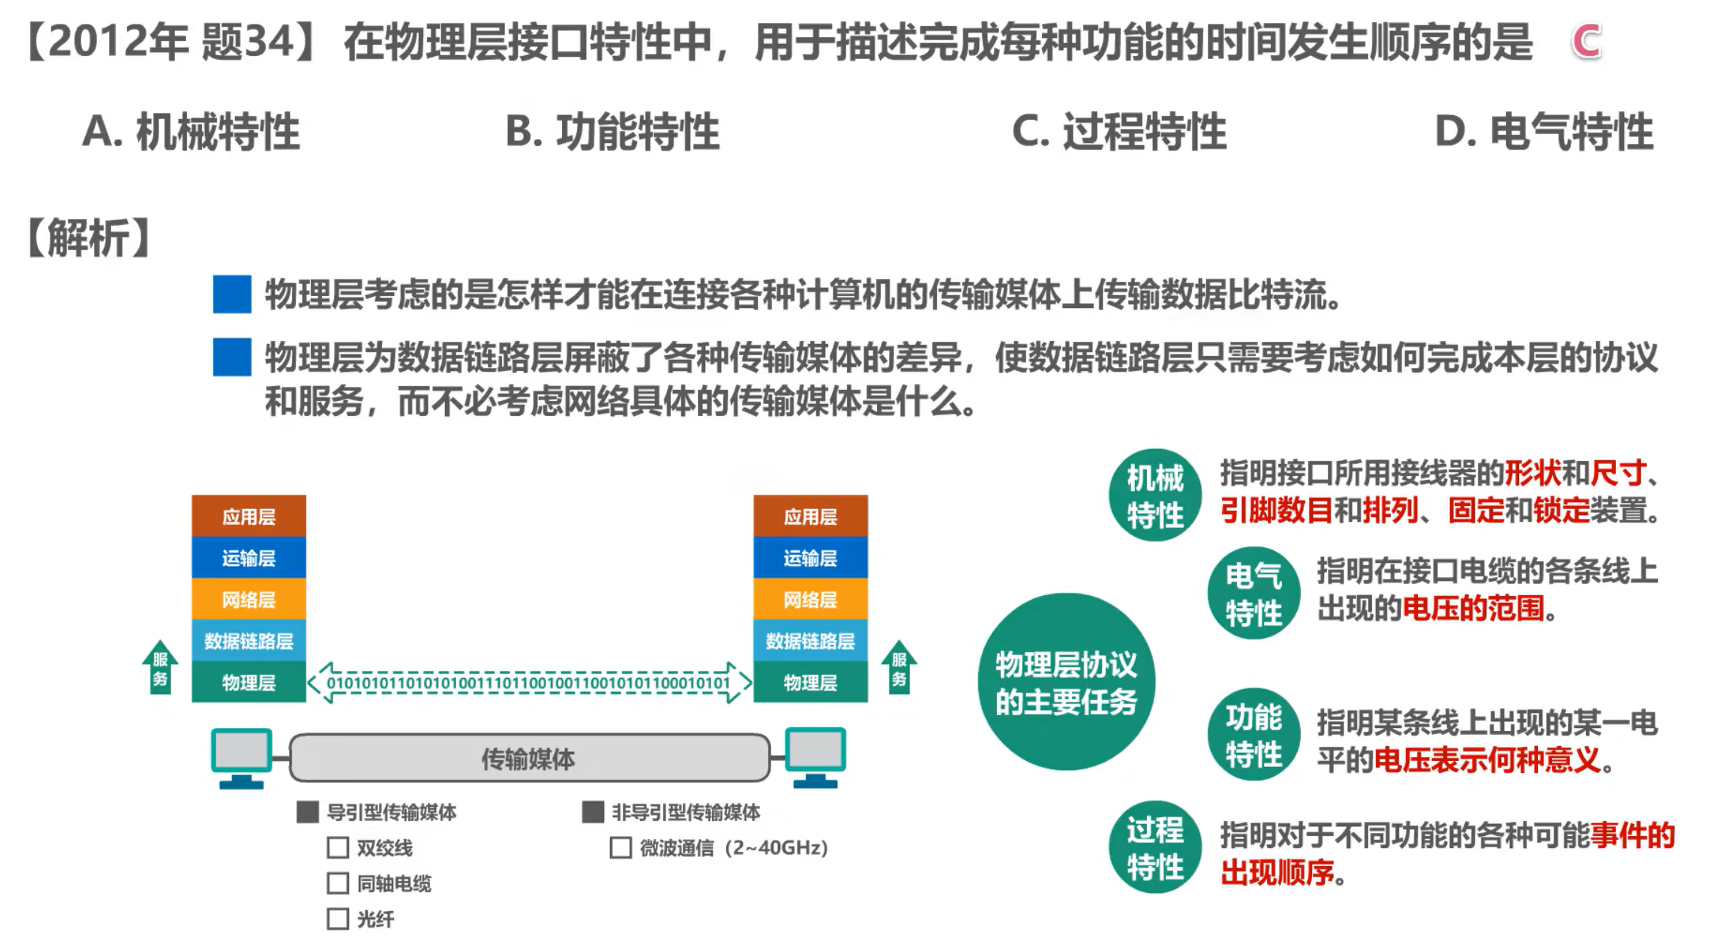 【2012年 题34】 在物理层接口特性中，用于描述完成每种功能的时间发生顺序的是 C
A. 机械特性 B. 功能特性 C. 过程特性 D. 电气特性
【解析】
物理层考虑的是怎样才能在连接各种计算机的传输媒体上传输数据比特流。
物理层为数据链路层屏蔽了各种传输媒体的差异，使数据链路层只需要考虑如何完成本层的协议
和服务，而不必考虑网络具体的传输媒体是什么。
应用层
运输层
网络层
数据链路层
物理层
服
务
010101011010101001110110010011001010110001010 1
应用层
运输层
网络层
数据链路层
物理层
服
务
传输媒体
导引型传输媒体
双绞线
同轴电缆
光纤
非导引型传输媒体
微波通信（2~40GHz）
物理层协议
的主要任务
机械
特性
指明接口所用接线器的形状和尺寸、
引脚数目和排列、固定和锁定装置。
电气
特性
指明在接口电缆的各条线上
出现的电压的范围。
功能
特性
指明某条线上出现的某一电
平的电压表示何种意义。
过程
特性
指明对于不同功能的各种可能事件的
出现顺序。